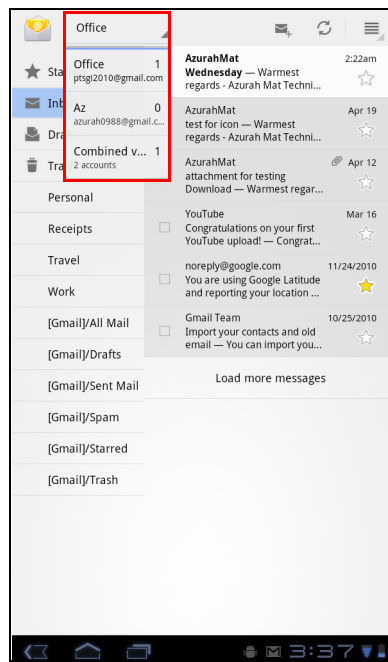 Office
Office 1
ptsgi2010@gmail.com
Az 0
azurah0988@gmail.c...
Combined v... 1
2 accounts
Sta
Inb
Dra
Tra
Personal
Receipts
Travel
Work
[Gmail]/All Mail
[Gmail]/Drafts
[Gmail]/Sent Mail
[Gmail]/Spam
[Gmail]/Starred
[Gmail]/Trash
AzurahMat 2:22am
Wednesday — Warmest
regards - Azurah Mat Techni...
AzurahMat Apr 19
test for icon — Warmest
regards - Azurah Mat Techni...
AzurahMat Apr 12
attachment for testing
Download — Warmest regar...
YouTube Mar 16
Congratulations on your first
YouTube upload! — Congrat...
noreply@google.com 11/24/2010
You are using Google Latitude
and reporting your location ...
Gmail Team 10/25/2010
Import your contacts and old
email — You can import you...
Load more messages
3:37